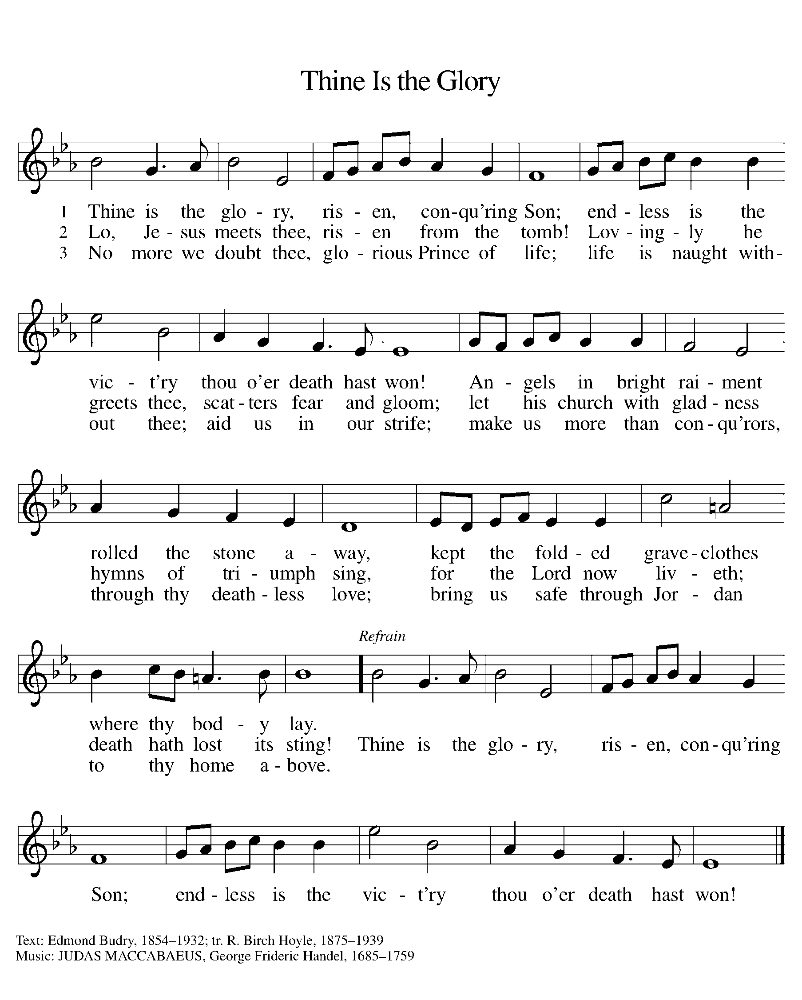 Thine Is the Glory
1 Thine is the glo - ry, ris - en, con - qu'ring Son; end - less is the
2 Lo, Je - sus meets thee, ris - en from the tomb! Lov - ing - ly he
3 No more we doubt thee, glo - rious Prince of life; life is naught with -
vic - t'ry thou o'er death hast won! An - gels in bright rai - ment
greets thee, scat - ters fear and gloom; let his church with glad - ness
out thee; aid us in our strife; make us more than con - qu'rors,
rolled the stone a - way, kept the fold - ed grave - clothes
hymns of tri - umph sing, for the Lord now liv - eth;
through thy death - less love; bring us safe through Jor - dan
Refrain
where thy bod - y lay.
death hath lost its sting! Thine is the glo - ry, ris - en, con - qu'ring
to thy home a - bove.
Son; end - less is the vic - t'ry thou o'er death hast won!
Text: Edmond Budry, 1854–1932; tr. R. Birch Hoyle, 1875–1939
Music: JUDAS MACCABAEUS, George Frideric Handel, 1685–1759